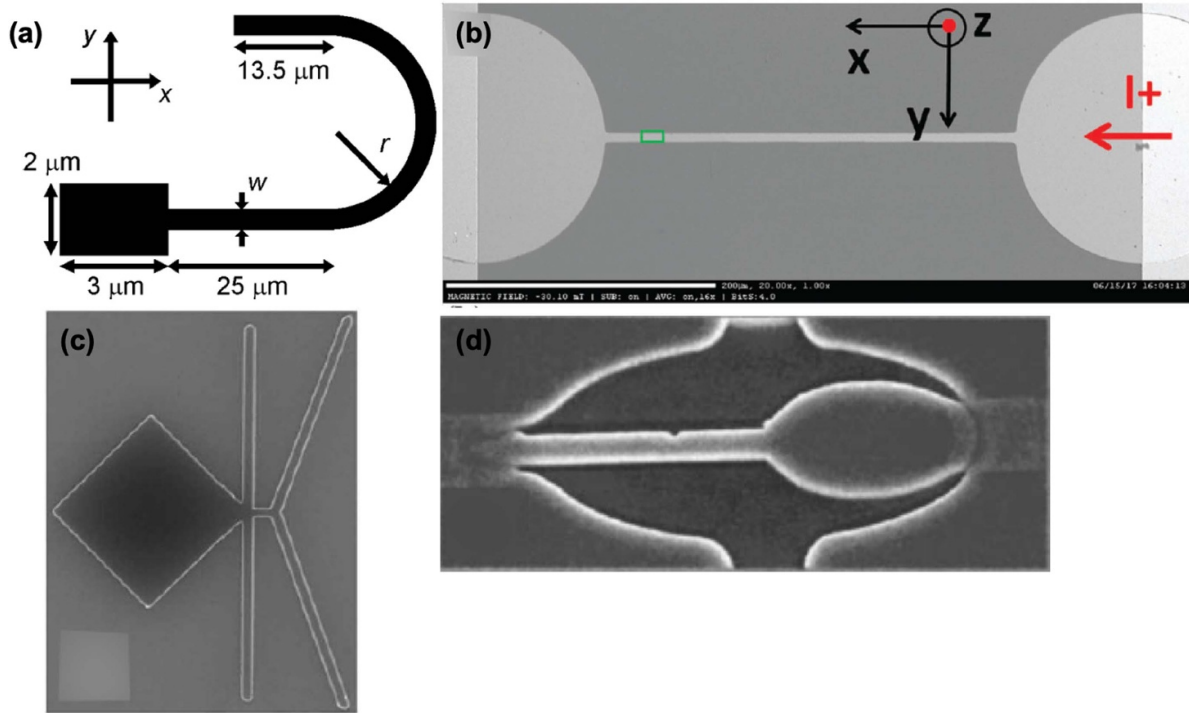 (a)
y
x
13.5 μm
r
2 μm
w
3 μm
25 μm
(b)
X
Z
y
I+
200μm, 20.00x, 1.00x
MAGNETIC FIELD: -30.10 mT | SUB: on | AVG: on,16x | BitS:4.0
06/15/17 16:04:13
(c)
(d)